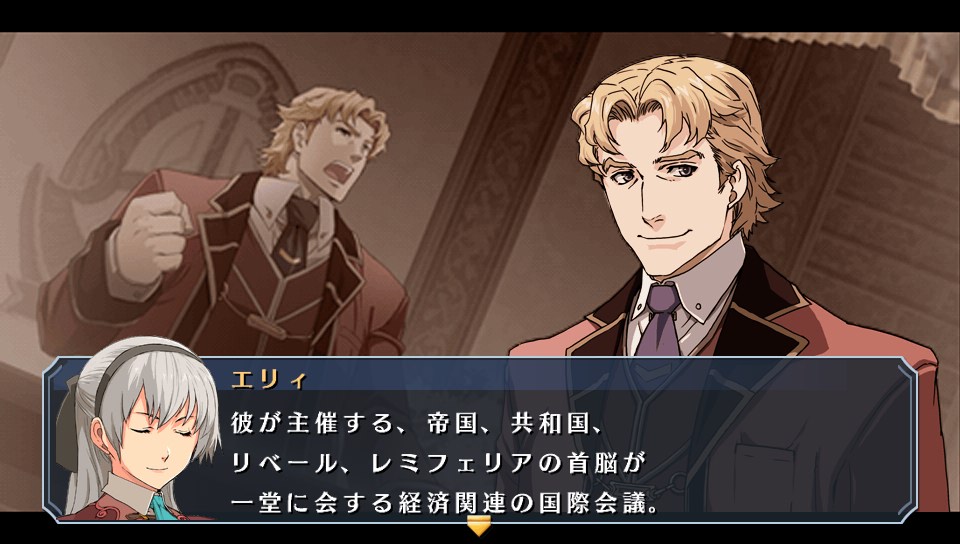 エリィ
彼が主催する、帝国、共和国、
リベール、レミフェリアの首脳が
一堂に会する経済関連の国際会議。